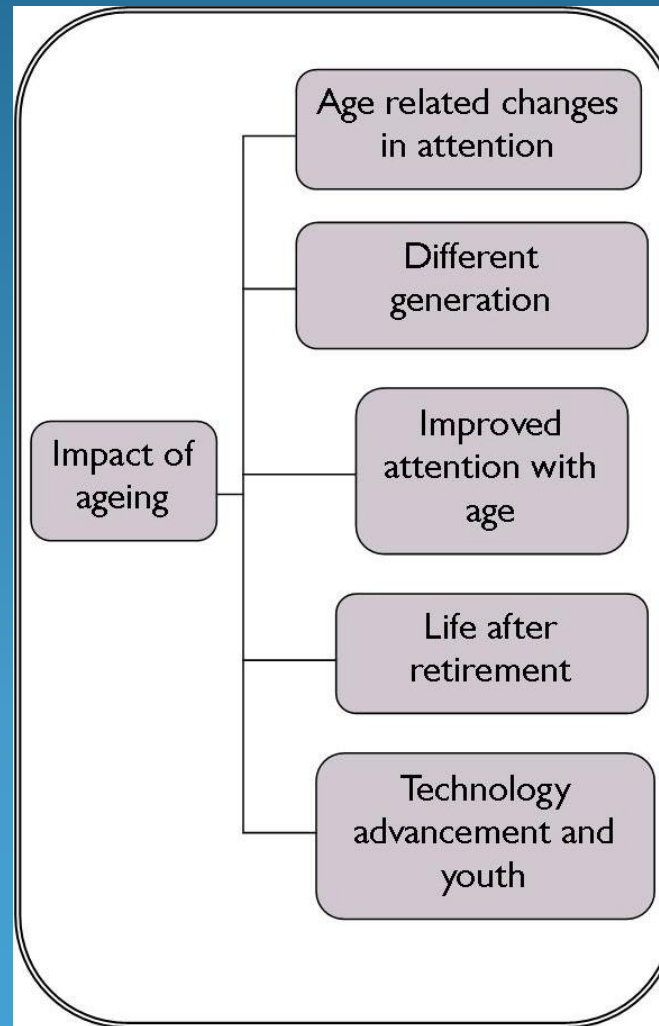 Age related changes
in attention
Different
generation
Impact of
ageing
Improved
attention with
age
Life after
retirement
Technology
advancement and
youth